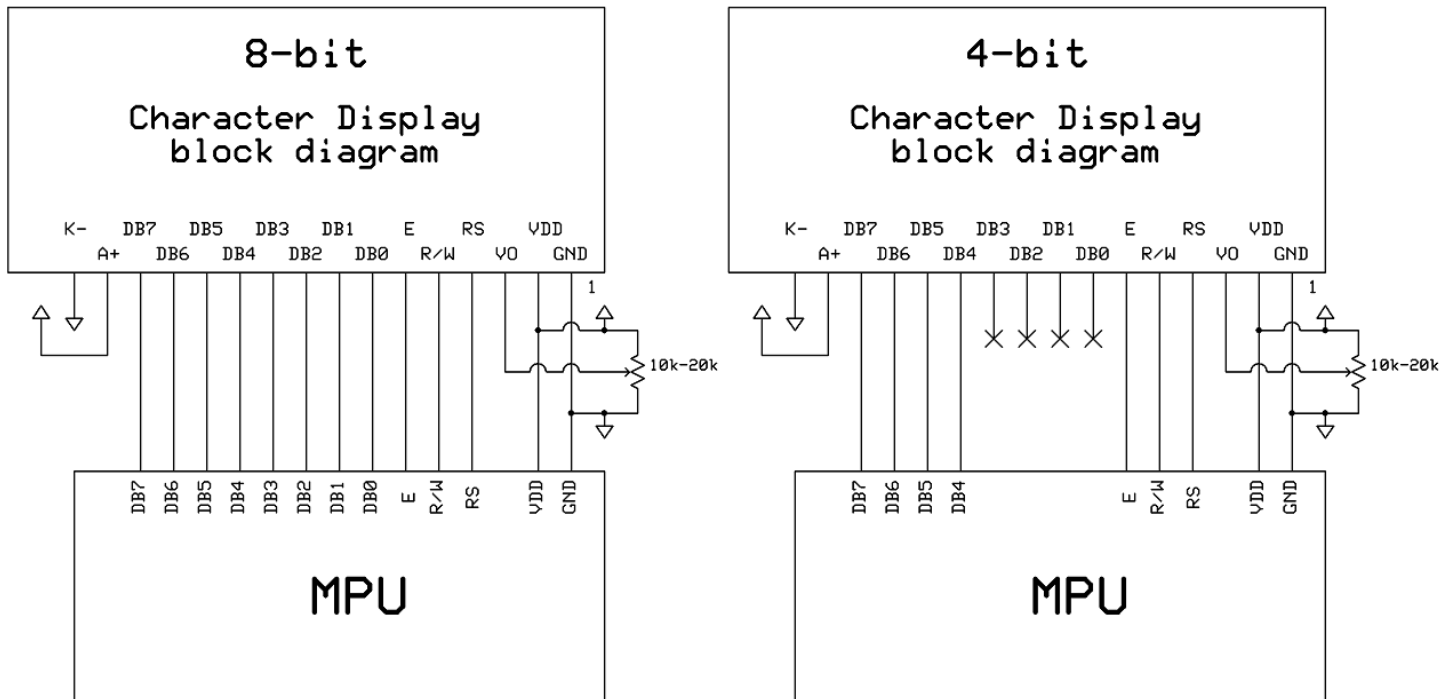 8-bit
Character Display
block diagram
K- DB7 DB5 DB3 DB1 E RS VDD
A+ DB6 DB4 DB2 DB0 R/W VO GND
1
10k-20k
DB7 DB6 DB5 DB4 DB3 DB2 DB1 DB0 E R/W RS VDD GND
MPU
4-bit
Character Display
block diagram
K- DB7 DB5 DB3 DB1 E RS VDD
A+ DB6 DB4 DB2 DB0 R/W VO GND
1
10k-20k
DB7 DB6 DB5 DB4 E R/W RS VDD GND
MPU